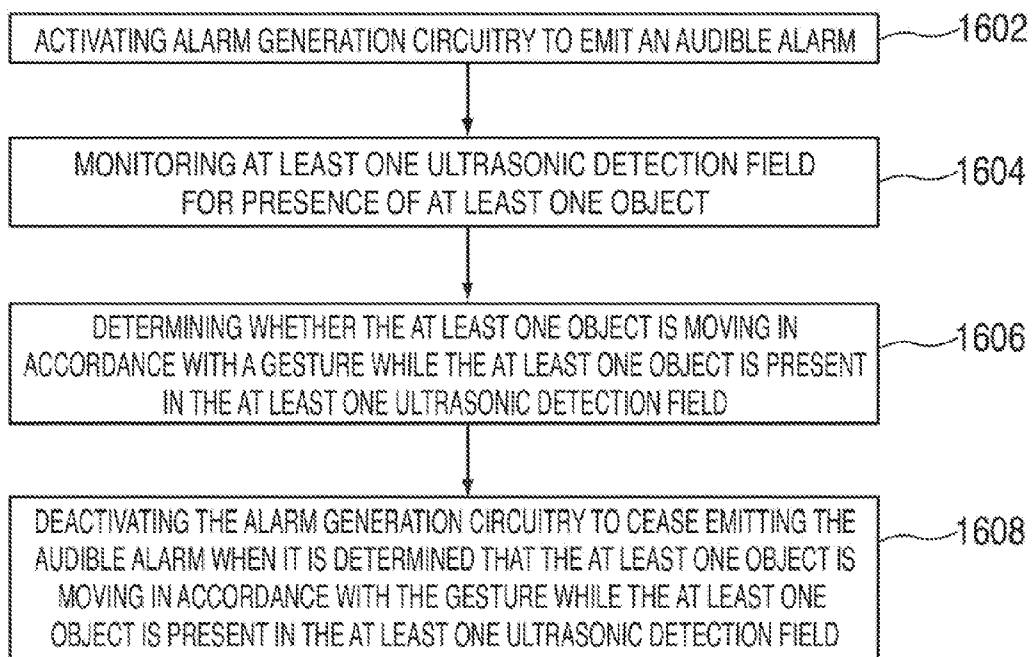 ACTIVATING ALARM GENERATION CIRCUITRY TO EMIT AN AUDIBLE ALARM
1602
MONITORING AT LEAST ONE ULTRASONIC DETECTION FIELD
FOR PRESENCE OF AT LEAST ONE OBJECT
1604
DETERMINING WHETHER THE AT LEAST ONE OBJECT IS MOVING IN
ACCORDANCE WITH A GESTURE WHILE THE AT LEAST ONE OBJECT IS PRESENT
IN THE AT LEAST ONE ULTRASONIC DETECTION FIELD
1606
DEACTIVATING THE ALARM GENERATION CIRCUITRY TO CEASE EMITTING THE
AUDIBLE ALARM WHEN IT IS DETERMINED THAT THE AT LEAST ONE OBJECT IS
MOVING IN ACCORDANCE WITH THE GESTURE WHILE THE AT LEAST ONE
OBJECT IS PRESENT IN THE AT LEAST ONE ULTRASONIC DETECTION FIELD
1608